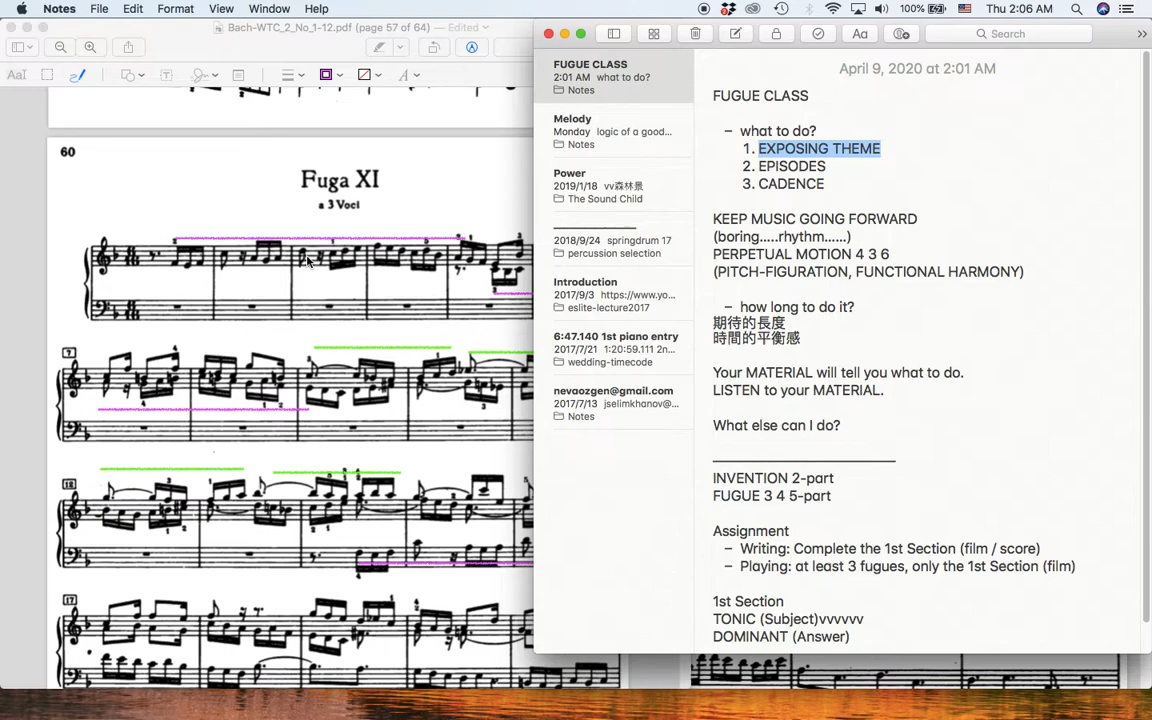 Notes File Edit Format View Window Help 100% Thu 2:06 AM
Bach-WTC_2_No_1-12.pdf (page 57 of 64) — Edited
Search
60
Fuga XI
a 3 Voci
7
12
17
FUGUE CLASS
2:01 AM what to do?
Notes
Melody
Monday logic of a good...
Notes
Power
2019/1/18 vv森林景
The Sound Child
2018/9/24 springdrum 17
percussion selection
Introduction
2017/9/3 https://www.yo...
eslite-lecture2017
6:47.140 1st piano entry
2017/7/21 1:20:59.111 2n...
wedding-timecode
nevaozgen@gmail.com
2017/7/13 jselimkhanov@...
Notes
April 9, 2020 at 2:01 AM
FUGUE CLASS
– what to do?
1. EXPOSING THEME
2. EPISODES
3. CADENCE
KEEP MUSIC GOING FORWARD
(boring.....rhythm......)
PERPETUAL MOTION 4 3 6
(PITCH-FIGURATION, FUNCTIONAL HARMONY)
– how long to do it?
期待的長度
時間的平衡感
Your MATERIAL will tell you what to do.
LISTEN to your MATERIAL.
What else can I do?
INVENTION 2-part
FUGUE 3 4 5-part
Assignment
– Writing: Complete the 1st Section (film / score)
– Playing: at least 3 fugues, only the 1st Section (film)
1st Section
TONIC (Subject)vvvvvv
DOMINANT (Answer)